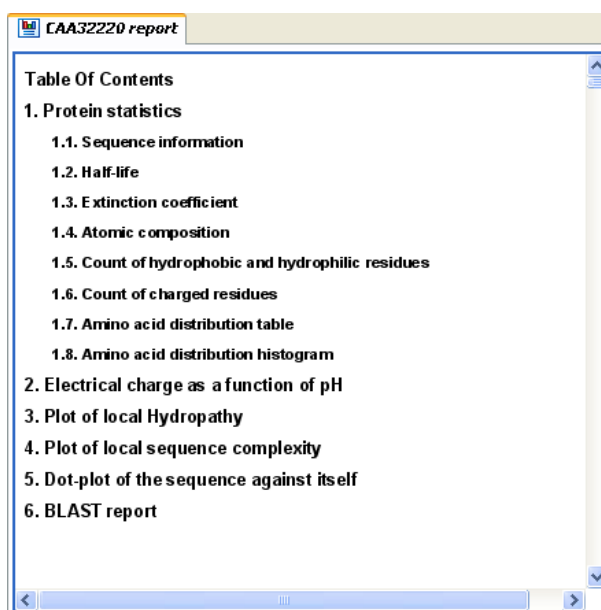 CAA32220 report
Table Of Contents
1. Protein statistics
1.1. Sequence information
1.2. Half-life
1.3. Extinction coefficient
1.4. Atomic composition
1.5. Count of hydrophobic and hydrophilic residues
1.6. Count of charged residues
1.7. Amino acid distribution table
1.8. Amino acid distribution histogram
2. Electrical charge as a function of pH
3. Plot of local Hydropathy
4. Plot of local sequence complexity
5. Dot-plot of the sequence against itself
6. BLAST report